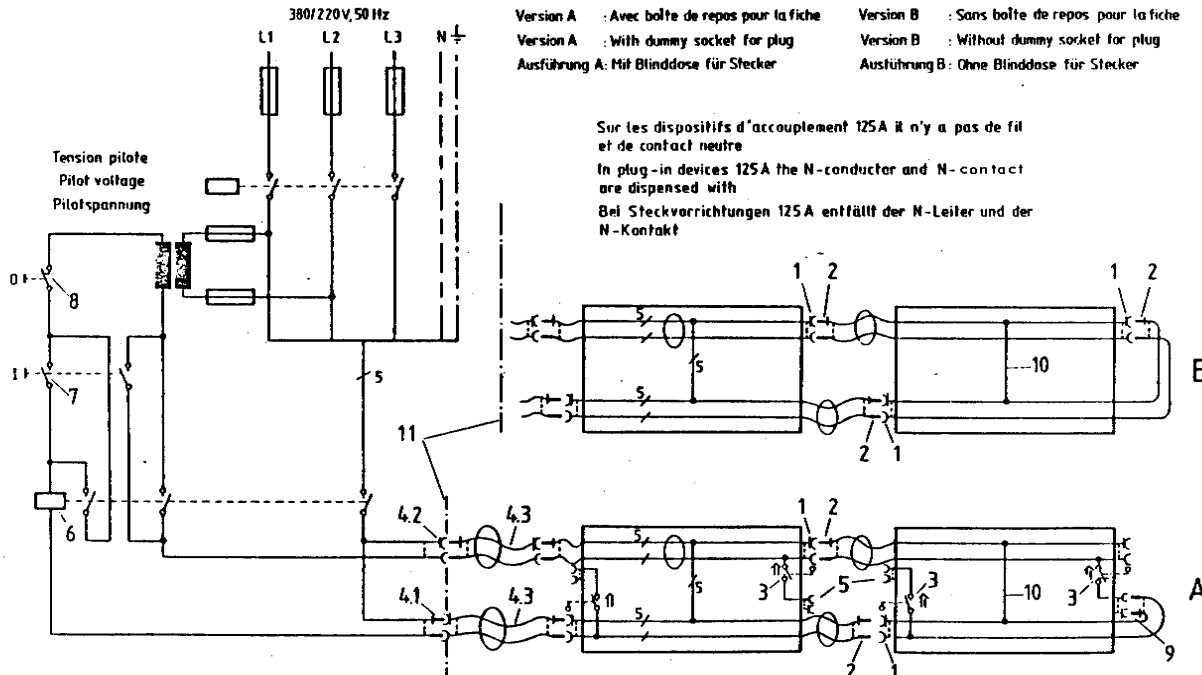 380/220V, 50 Hz
L1 L2 L3 N
Version A : Avec boîte de repos pour la fiche
Version A : With dummy socket for plug
Ausführung A: Mit Blinddose für Stecker
Version B : Sans boîte de repos pour la fiche
Version B : Without dummy socket for plug
Ausführung B: Ohne Blinddose für Stecker
Sur les dispositifs d'accouplement 125A il n'y a pas de fil
et de contact neutre
In plug-in devices 125A the N-conductor and N-contact
are dispensed with
Bei Steckvorrichtungen 125A entfällt der N-Leiter und der
N-Kontakt
Tension pilote
Pilot voltage
Pilotspannung
0
8
I
7
5
6
11
1 2 1 2
5
5
10
B
5
2 1
4.2 4.3
1 2
5
5
3
5
3
10
3
A
4.1 4.3
5
2 1
9